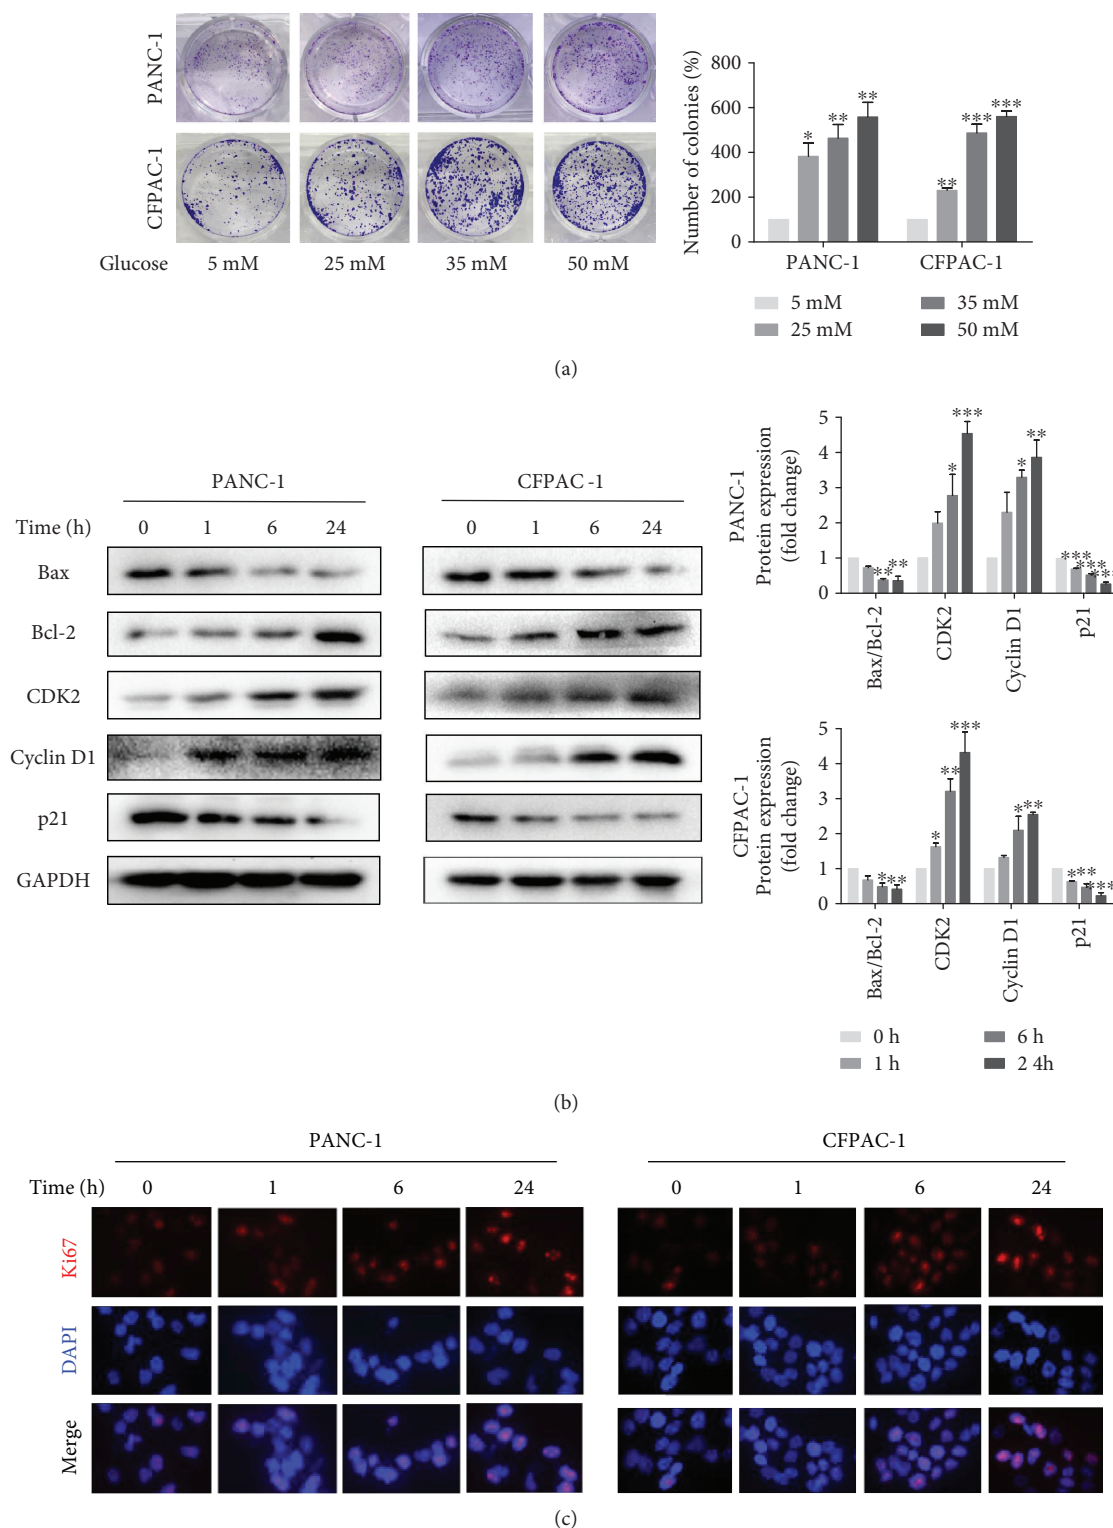 PANC-1
CFPAC-1
Glucose 5 mM 25 mM 35 mM 50 mM
Number of colonies (%)
800
600
400
200
0
* ** **
** *** ***
PANC-1 CFPAC-1
5 mM 35 mM
25 mM 50 mM
(a)
PANC-1 CFPAC -1
Time (h) 0 1 6 24 0 1 6 24
Bax
Bcl-2
CDK2
Cyclin D1
p21
GAPDH
PANC-1
Protein expression
(fold change)
5
4
3
2
1
0
** ** * *** * ** *** *** ***
Bax/Bcl-2 CDK2 Cyclin D1 p21
CFPAC-1
Protein expression
(fold change)
5
4
3
2
1
0
* ** * ** *** * ** * *** ***
Bax/Bcl-2 CDK2 Cyclin D1 p21
0 h 6 h
1 h 2 4h
(b)
PANC-1 CFPAC-1
Time (h) 0 1 6 24 0 1 6 24
Ki67
DAPI
Merge
(c)